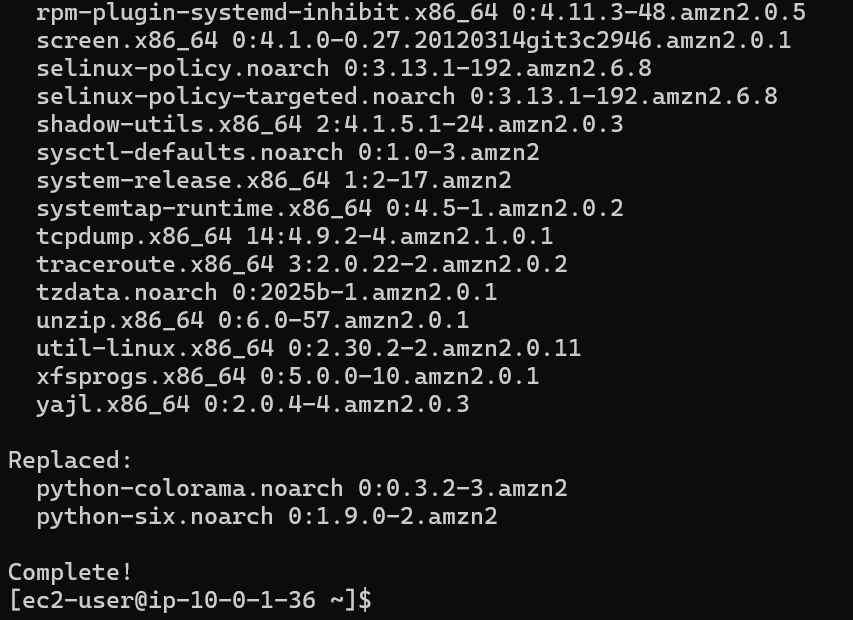 rpm-plugin-systemd-inhibit.x86_64 0:4.11.3-48.amzn2.0.5
screen.x86_64 0:4.1.0-0.27.20120314git3c2946.amzn2.0.1
selinux-policy.noarch 0:3.13.1-192.amzn2.6.8
selinux-policy-targeted.noarch 0:3.13.1-192.amzn2.6.8
shadow-utils.x86_64 2:4.1.5.1-24.amzn2.0.3
sysctl-defaults.noarch 0:1.0-3.amzn2
system-release.x86_64 1:2-17.amzn2
systemtap-runtime.x86_64 0:4.5-1.amzn2.0.2
tcpdump.x86_64 14:4.9.2-4.amzn2.1.0.1
traceroute.x86_64 3:2.0.22-2.amzn2.0.2
tzdata.noarch 0:2025b-1.amzn2.0.1
unzip.x86_64 0:6.0-57.amzn2.0.1
util-linux.x86_64 0:2.30.2-2.amzn2.0.11
xfsprogs.x86_64 0:5.0.0-10.amzn2.0.1
yajl.x86_64 0:2.0.4-4.amzn2.0.3
Replaced:
python-colorama.noarch 0:0.3.2-3.amzn2
python-six.noarch 0:1.9.0-2.amzn2
Complete!
[ec2-user@ip-10-0-1-36 ~]$